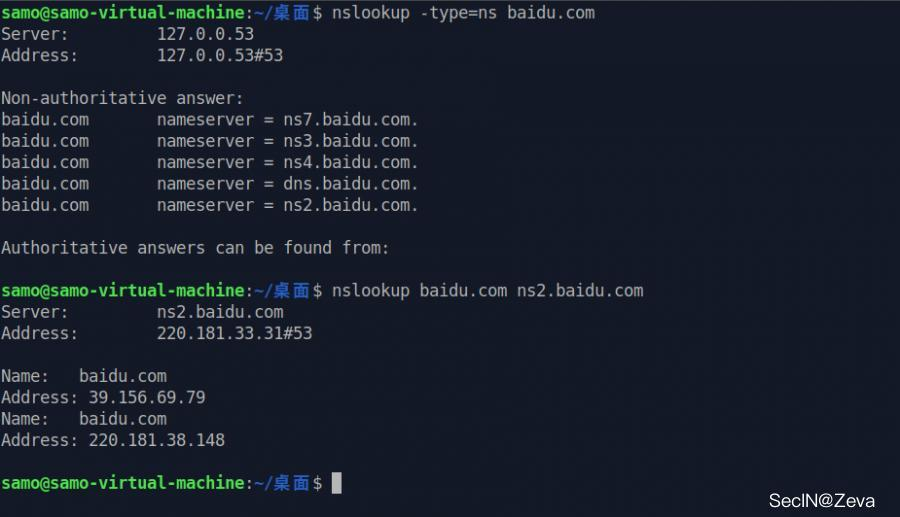 samo@samo-virtual-machine:~/桌面$ nslookup -type=ns baidu.com
Server:         127.0.0.53
Address:        127.0.0.53#53

Non-authoritative answer:
baidu.com       nameserver = ns7.baidu.com.
baidu.com       nameserver = ns3.baidu.com.
baidu.com       nameserver = ns4.baidu.com.
baidu.com       nameserver = dns.baidu.com.
baidu.com       nameserver = ns2.baidu.com.

Authoritative answers can be found from:

samo@samo-virtual-machine:~/桌面$ nslookup baidu.com ns2.baidu.com
Server:         ns2.baidu.com
Address:        220.181.33.31#53

Name:   baidu.com
Address: 39.156.69.79
Name:   baidu.com
Address: 220.181.38.148

samo@samo-virtual-machine:~/桌面$
SecIN@Zeva